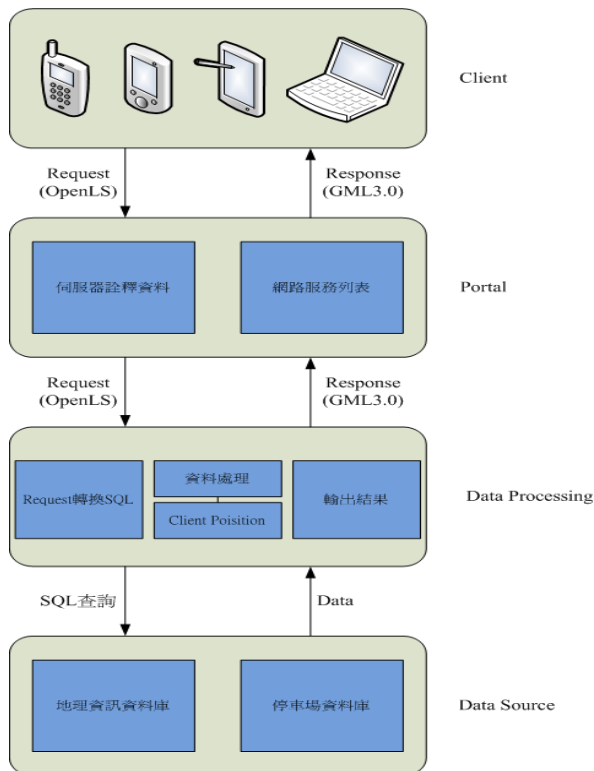 Client
Request
(OpenLS)
Response
(GML3.0)
伺服器詮釋資料
網路服務列表
Portal
Request
(OpenLS)
Response
(GML3.0)
Request轉換SQL
資料處理
Client Poisition
輸出結果
Data Processing
SQL查詢
Data
地理資訊資料庫
停車場資料庫
Data Source